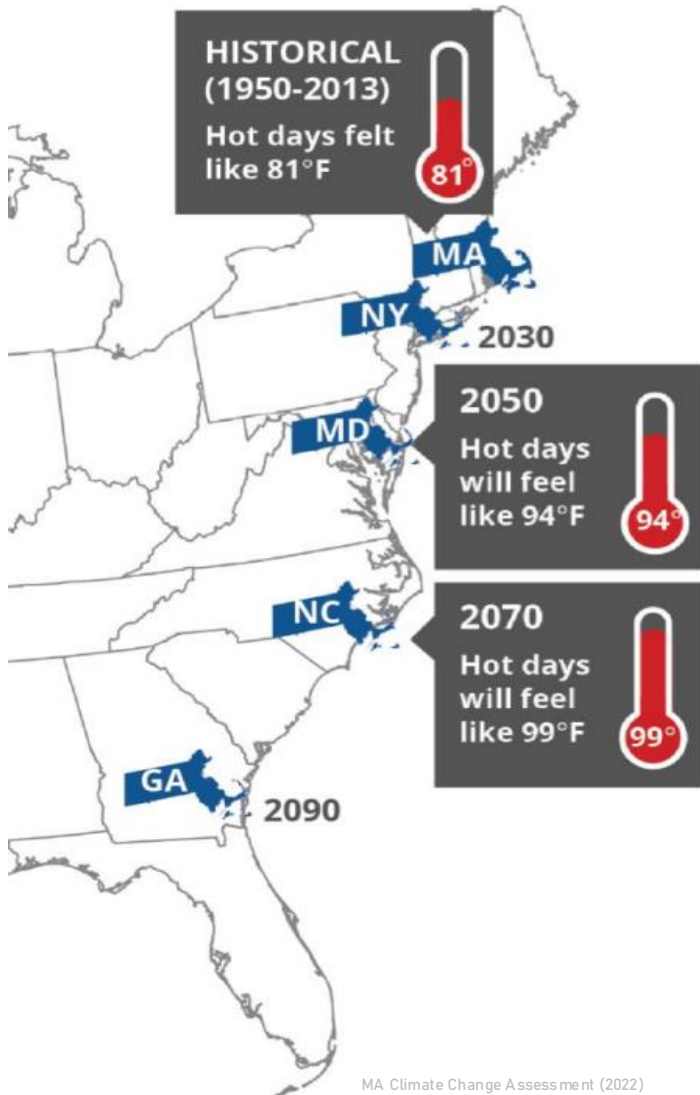 HISTORICAL
(1950-2013)
Hot days felt
like 81°F
81°
MA
NY
2030
MD
2050
Hot days
will feel
like 94°F
94°
NC
2070
Hot days
will feel
like 99°F
99°
GA
2090
MA Climate Change Assessment (2022)